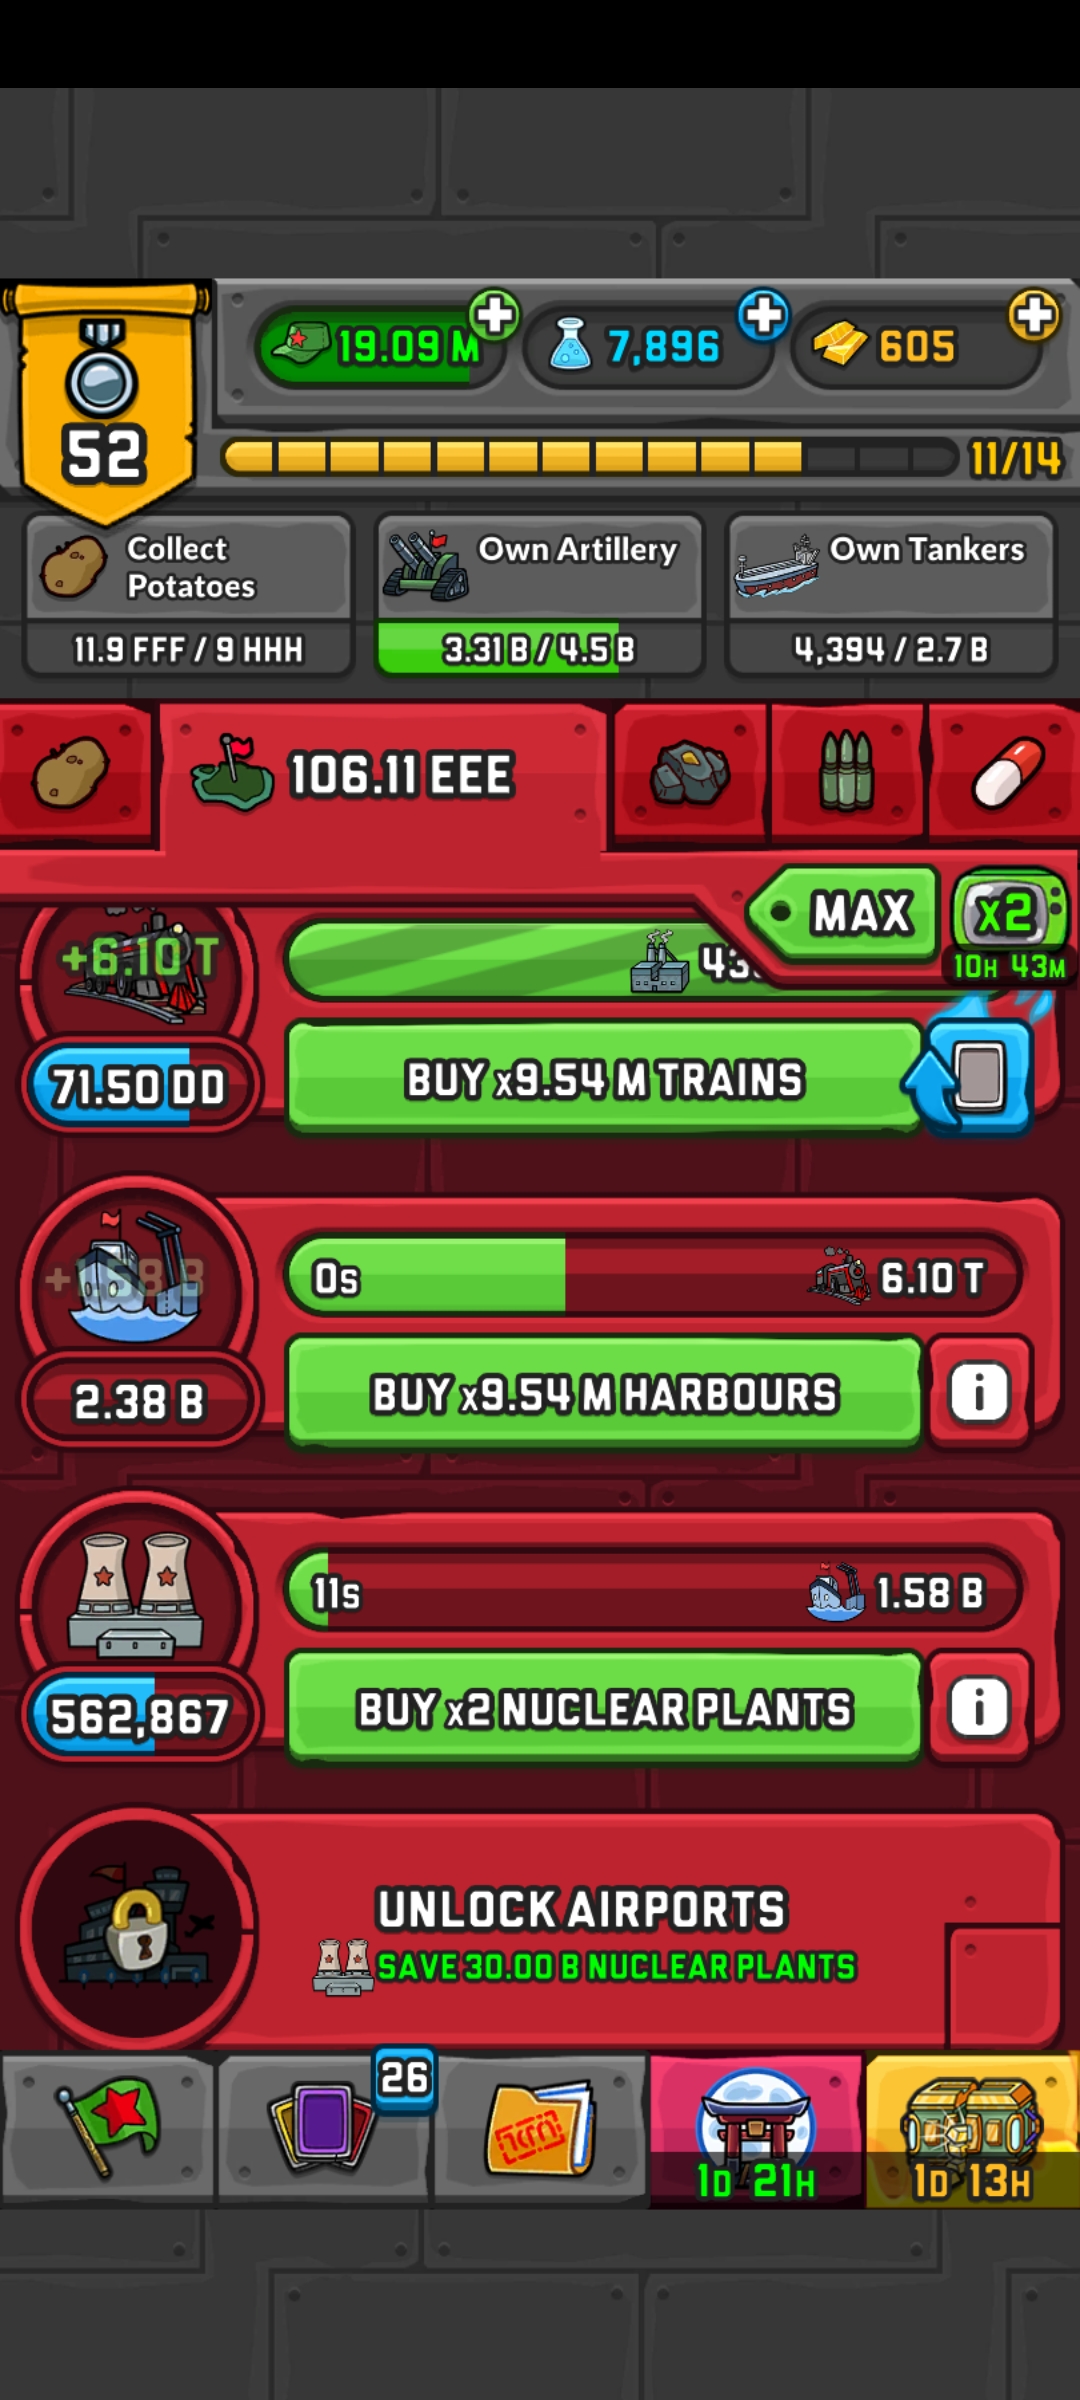 19.09 M
7,896
605
52
11/14
Collect
Potatoes
11.9 FFF / 9 HHH
Own Artillery
3.31 B / 4.5 B
Own Tankers
4,394 / 2.7 B
106.11 EEE
MAX
x2
10H 43M
+6.10 T
71.50 DD
BUY x9.54 M TRAINS
0s
6.10 T
2.38 B
BUY x9.54 M HARBOURS
i
11s
1.58 B
562,867
BUY x2 NUCLEAR PLANTS
i
UNLOCK AIRPORTS
SAVE 30.00 B NUCLEAR PLANTS
26
1D 21H
1D 13H